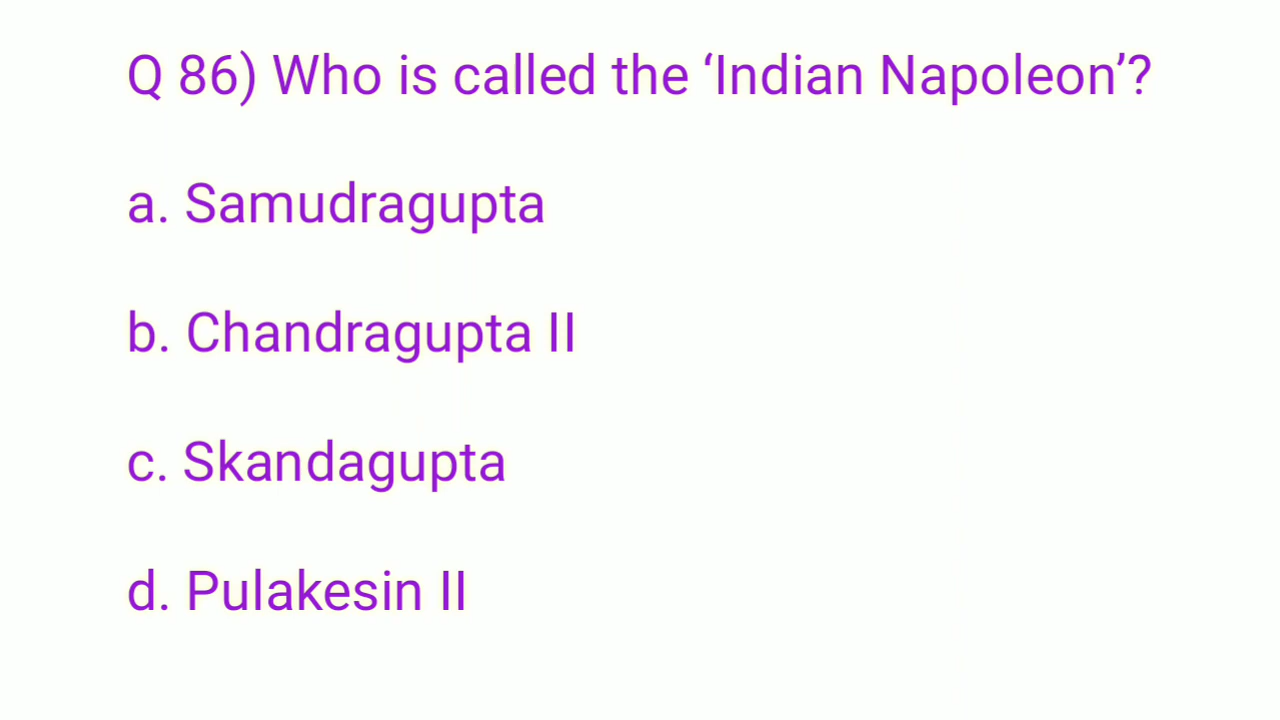 Q 86) Who is called the ‘Indian Napoleon’?
a. Samudragupta
b. Chandragupta II
c. Skandagupta
d. Pulakesin II